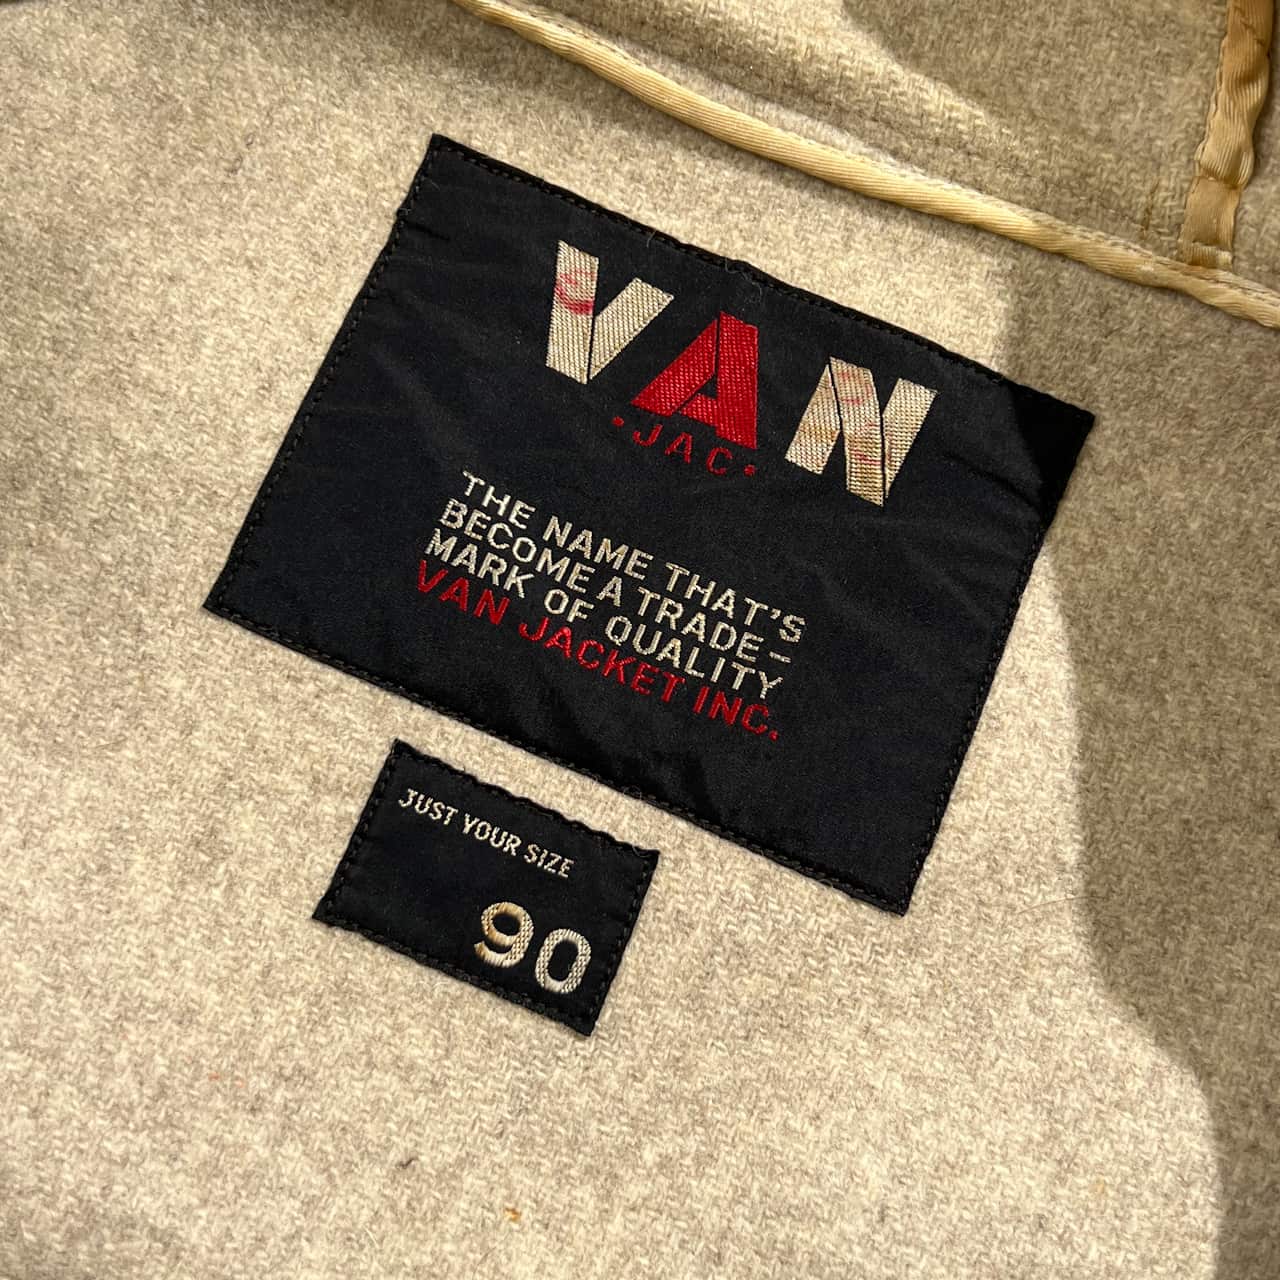 VAN
·JAC·
THE NAME THAT'S
BECOME A TRADE–
MARK OF QUALITY
VAN JACKET INC.
JUST YOUR SIZE
90